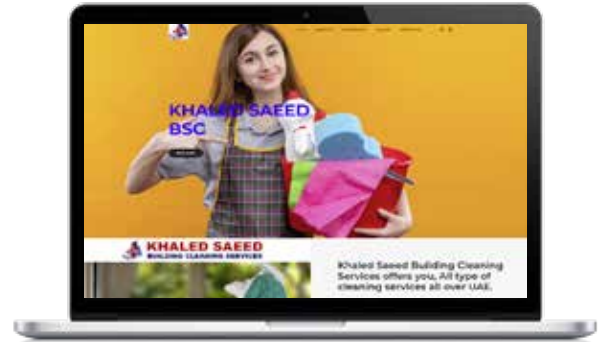 KHALED SAEED
BSC
KHALED SAEED
BUILDING CLEANING SERVICES
Khaled Saeed Building Cleaning
Services offers you, All type of
cleaning services all over UAE.